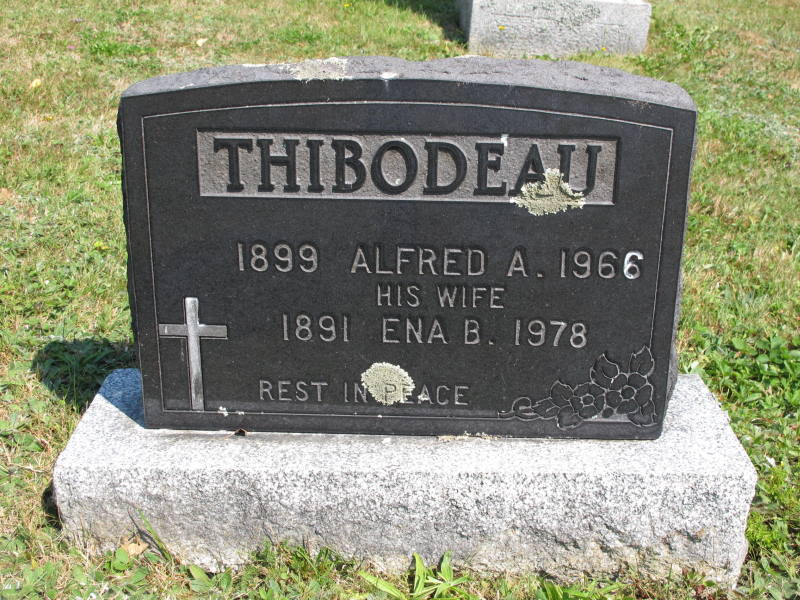 THIBODEAU
1899 ALFRED A. 1966
HIS WIFE
1891 ENA B. 1978
REST IN PEACE